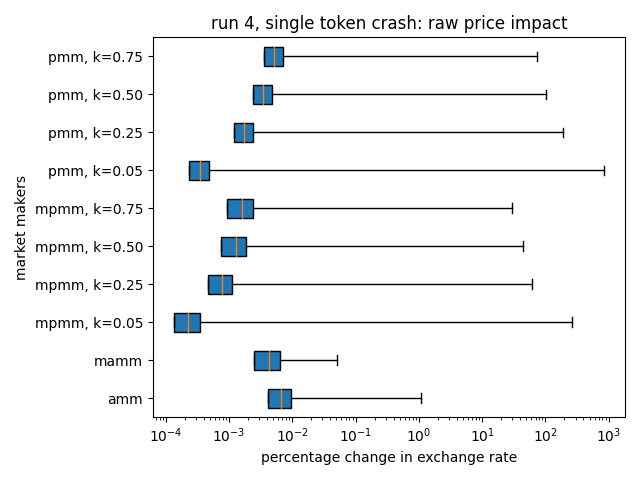 run 4, single token crash: raw price impact
pmm, k=0.75
pmm, k=0.50
pmm, k=0.25
pmm, k=0.05
mpmm, k=0.75
mpmm, k=0.50
mpmm, k=0.25
mpmm, k=0.05
mamm
amm
market makers
10⁻⁴ 10⁻³ 10⁻² 10⁻¹ 10⁰ 10¹ 10² 10³
percentage change in exchange rate